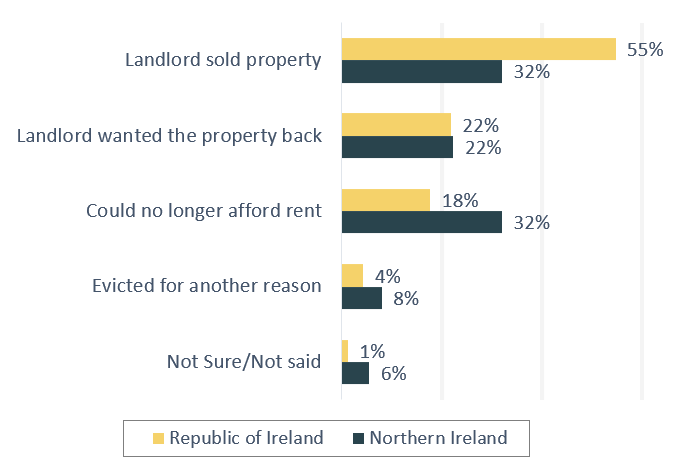 Landlord sold property
55%
32%
Landlord wanted the property back
22%
22%
Could no longer afford rent
18%
32%
Evicted for another reason
4%
8%
Not Sure/Not said
1%
6%
Republic of Ireland Northern Ireland